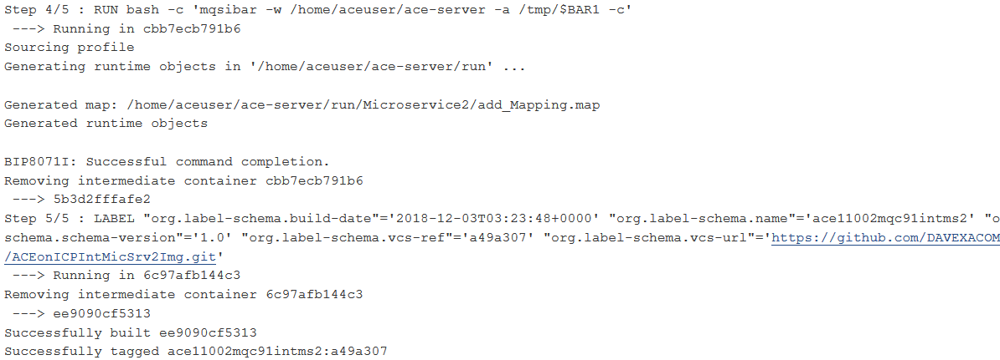 Step 4/5 : RUN bash -c 'mqsibar -w /home/aceuser/ace-server -a /tmp/$BAR1 -c'
---> Running in cbb7ecb791b6
Sourcing profile
Generating runtime objects in '/home/aceuser/ace-server/run' ...
Generated map: /home/aceuser/ace-server/run/Microservice2/add_Mapping.map
Generated runtime objects
BIP8071I: Successful command completion.
Removing intermediate container cbb7ecb791b6
---> 5b3d2fffafe2
Step 5/5 : LABEL "org.label-schema.build-date"='2018-12-03T03:23:48+0000' "org.label-schema.name"='ace11002mqc91intms2' "o
schema.schema-version"='1.0' "org.label-schema.vcs-ref"='a49a307' "org.label-schema.vcs-url"='https://github.com/DAVEXACOM
/ACEonICPIntMicSrv2Img.git'
---> Running in 6c97afb144c3
Removing intermediate container 6c97afb144c3
---> ee9090cf5313
Successfully built ee9090cf5313
Successfully tagged ace11002mqc91intms2:a49a307